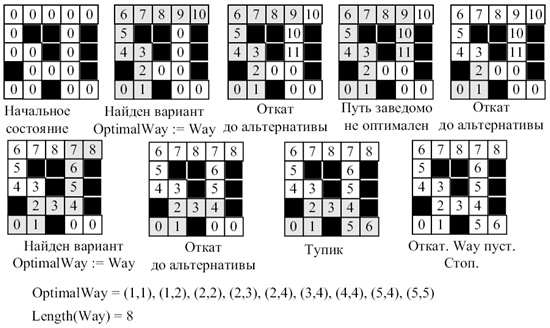 0 0 0 0 0 6 7 8 9 10 6 7 8 9 10 6 7 8 9 10 6 7 8 9 10
0 0 5 0 5 10 5 10 5 10
0 0 0 4 3 0 4 3 11 4 3 11 4 3 11
0 0 0 2 0 0 2 0 0 2 0 0 2 0 0
0 0 0 0 0 1 0 0 0 1 0 0 0 1 0 0 0 1 0 0
Начальное состояние
Найден вариант
OptimalWay := Way
Откат
до альтернативы
Путь заведомо
не оптимален
Откат
до альтернативы
6 7 8 7 8 6 7 8 7 8 6 7 8 7 8 6 7 8 7 8
5 6 5 6 5 6 5 6
4 3 5 4 3 5 4 3 5 4 3 5
2 3 4 2 3 4 2 3 4 2 3 4
0 1 0 0 0 1 0 0 0 1 5 6 0 1 5 6
Найден вариант
OptimalWay := Way
Откат
до альтернативы
Тупик
Откат. Way пуст.
Стоп.
OptimalWay = (1,1), (1,2), (2,2), (2,3), (2,4), (3,4), (4,4), (5,4), (5,5)
Length(Way) = 8